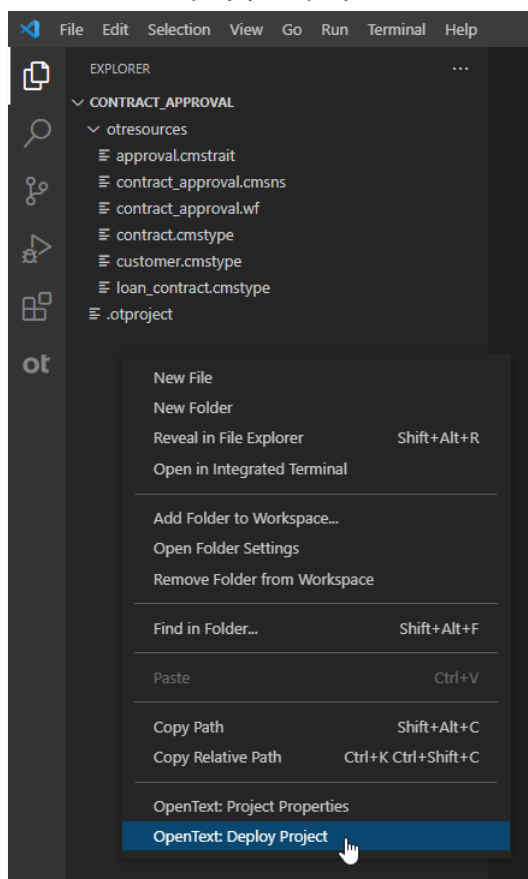 File Edit Selection View Go Run Terminal Help
EXPLORER ...
CONTRACT_APPROVAL
otresources
approval.cmstrait
contract_approval.cmsns
contract_approval.wf
contract.cmstype
customer.cmstype
loan_contract.cmstype
.otproject
ot
New File
New Folder
Reveal in File Explorer Shift+Alt+R
Open in Integrated Terminal
Add Folder to Workspace...
Open Folder Settings
Remove Folder from Workspace
Find in Folder... Shift+Alt+F
Paste Ctrl+V
Copy Path Shift+Alt+C
Copy Relative Path Ctrl+K Ctrl+Shift+C
OpenText: Project Properties
OpenText: Deploy Project